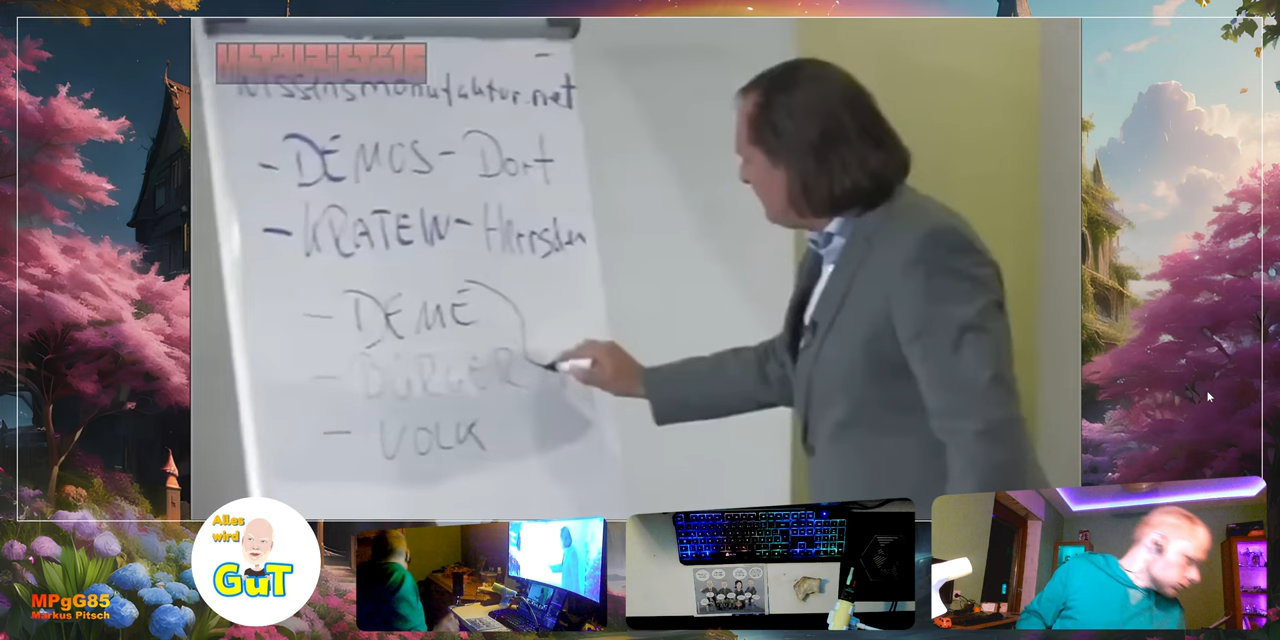 Wissensmanufaktur.net
- DEMOS - Dorf
- KRATEIN - Herrschen
- DEME
- BÜRGER
- VOLK
Alles
wird
GuT
MPgG85
Markus Pitsch